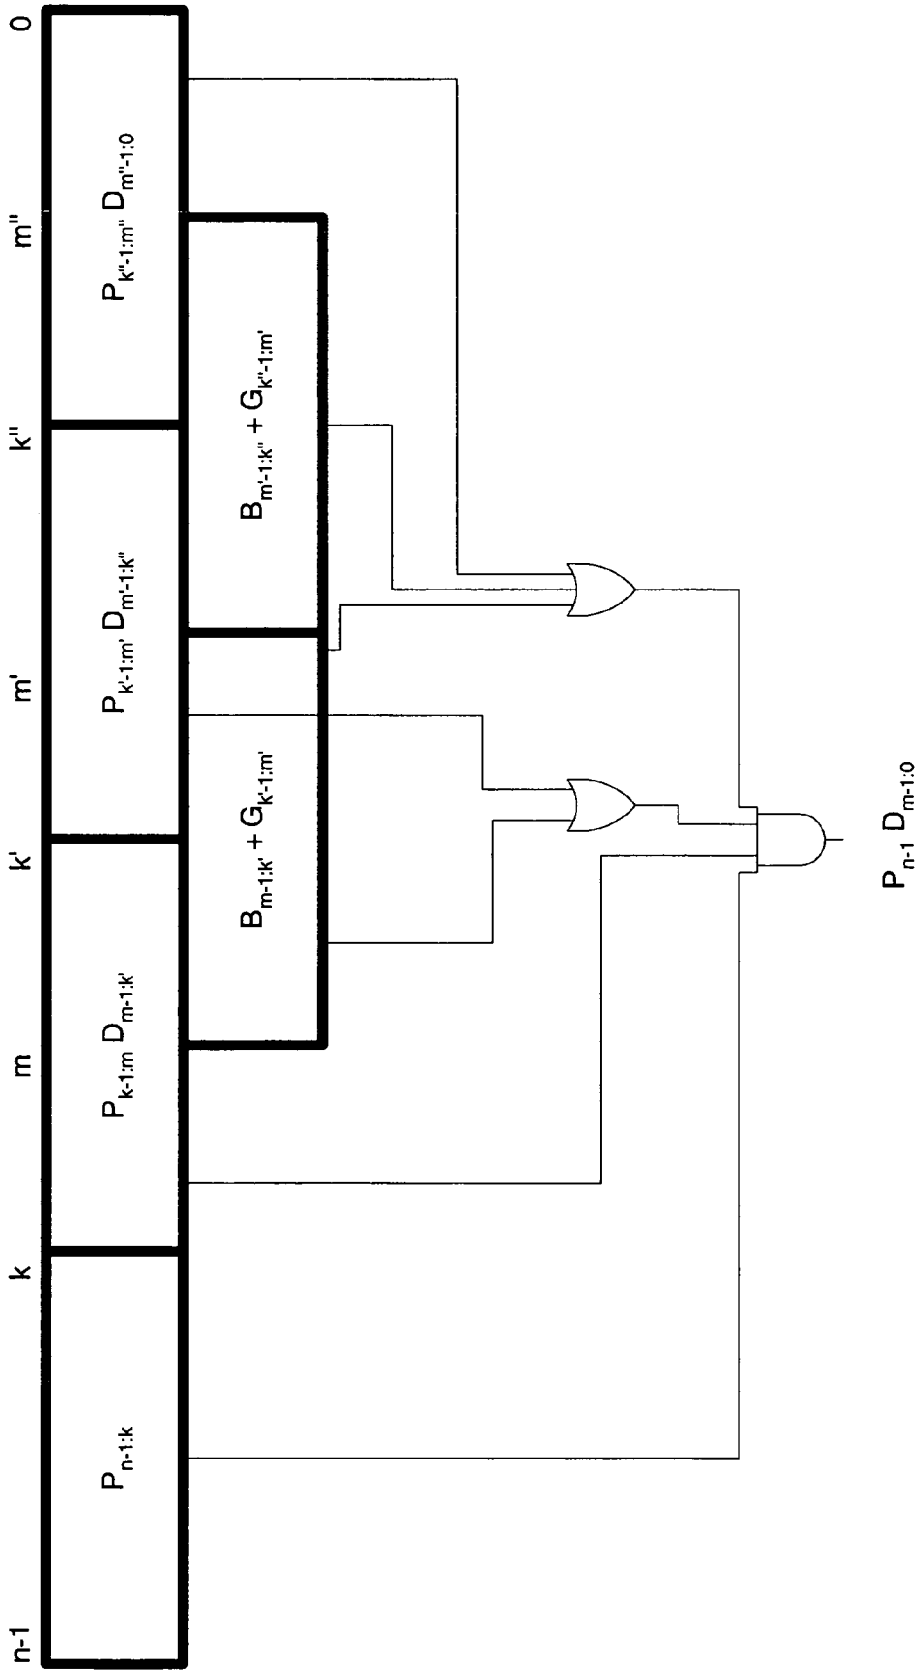 n-1 k m k' m' k" m" 0
P_{n-1:k} P_{k-1:m} D_{m-1:k'} P_{k'-1:m'} D_{m'-1:k"} P_{k"-1:m"} D_{m"-1:0}
B_{m-1:k'} + G_{k'-1:m'} B_{m'-1:k"} + G_{k"-1:m'}
P_{n-1} D_{m-1:0}